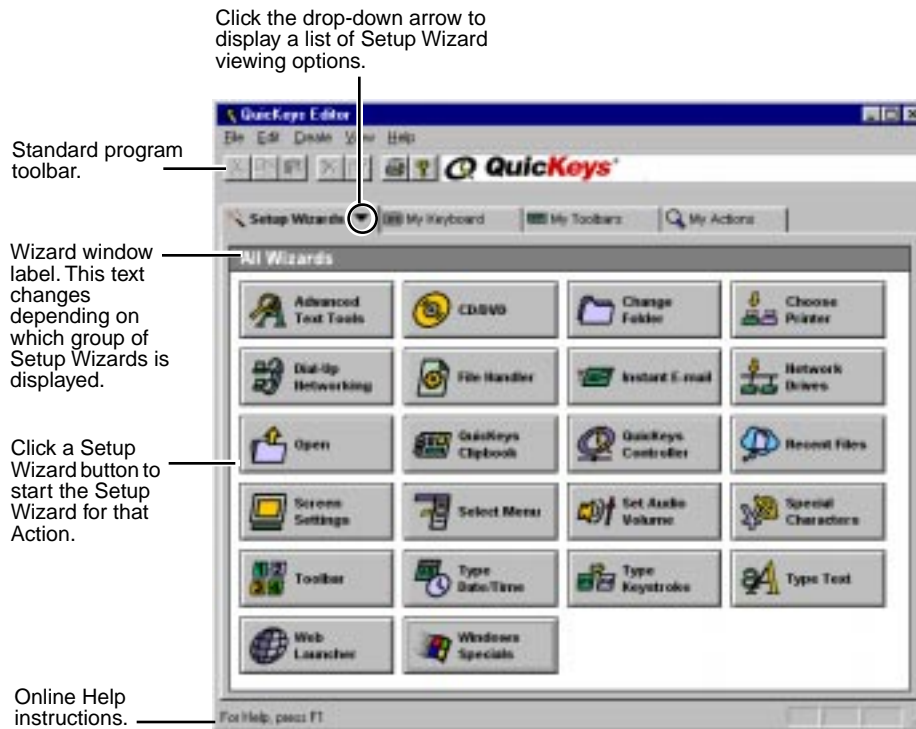 Click the drop-down arrow to
display a list of Setup Wizard
viewing options.
QuicKeys Editor
File Edit Create View Help
Standard program
toolbar.
QuicKeys
Setup Wizards
My Keyboard
My Toolbars
My Actions
Wizard window
label. This text
changes
depending on
which group of
Setup Wizards is
displayed.
All Wizards
Advanced
Text Tools
CD/DVD
Change
Folder
Choose
Printer
Dial-Up
Networking
File Handler
Instant E-mail
Network
Drives
Click a Setup
Wizard button to
start the Setup
Wizard for that
Action.
Open
QuicKeys
Clipbook
QuicKeys
Controller
Recent Files
Screen
Settings
Select Menu
Set Audio
Volume
Special
Characters
Toolbar
Type
Date/Time
Type
Keystroke
Type Text
Web
Launcher
Windows
Specials
Online Help
instructions.
For Help, press F1